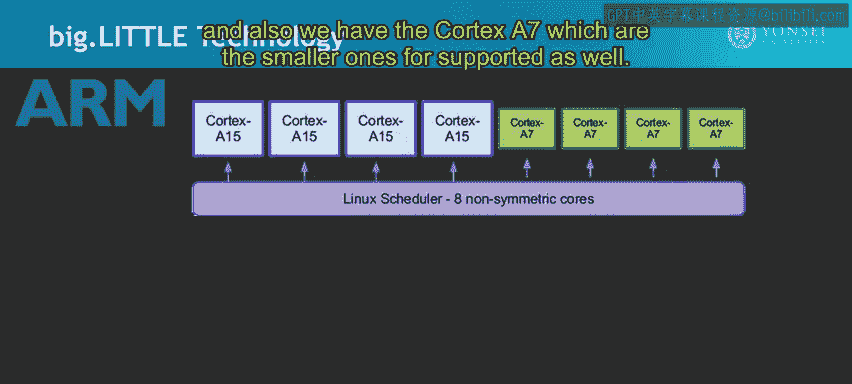 and also we have the Cortex A7 which are
the smaller ones for supported as well.
big.LITTLE Technology
YONSEI
ARM
Cortex-
A15
Cortex-
A15
Cortex-
A15
Cortex-
A15
Cortex-
A7
Cortex-
A7
Cortex-
A7
Cortex-
A7
Linux Scheduler - 8 non-symmetric cores